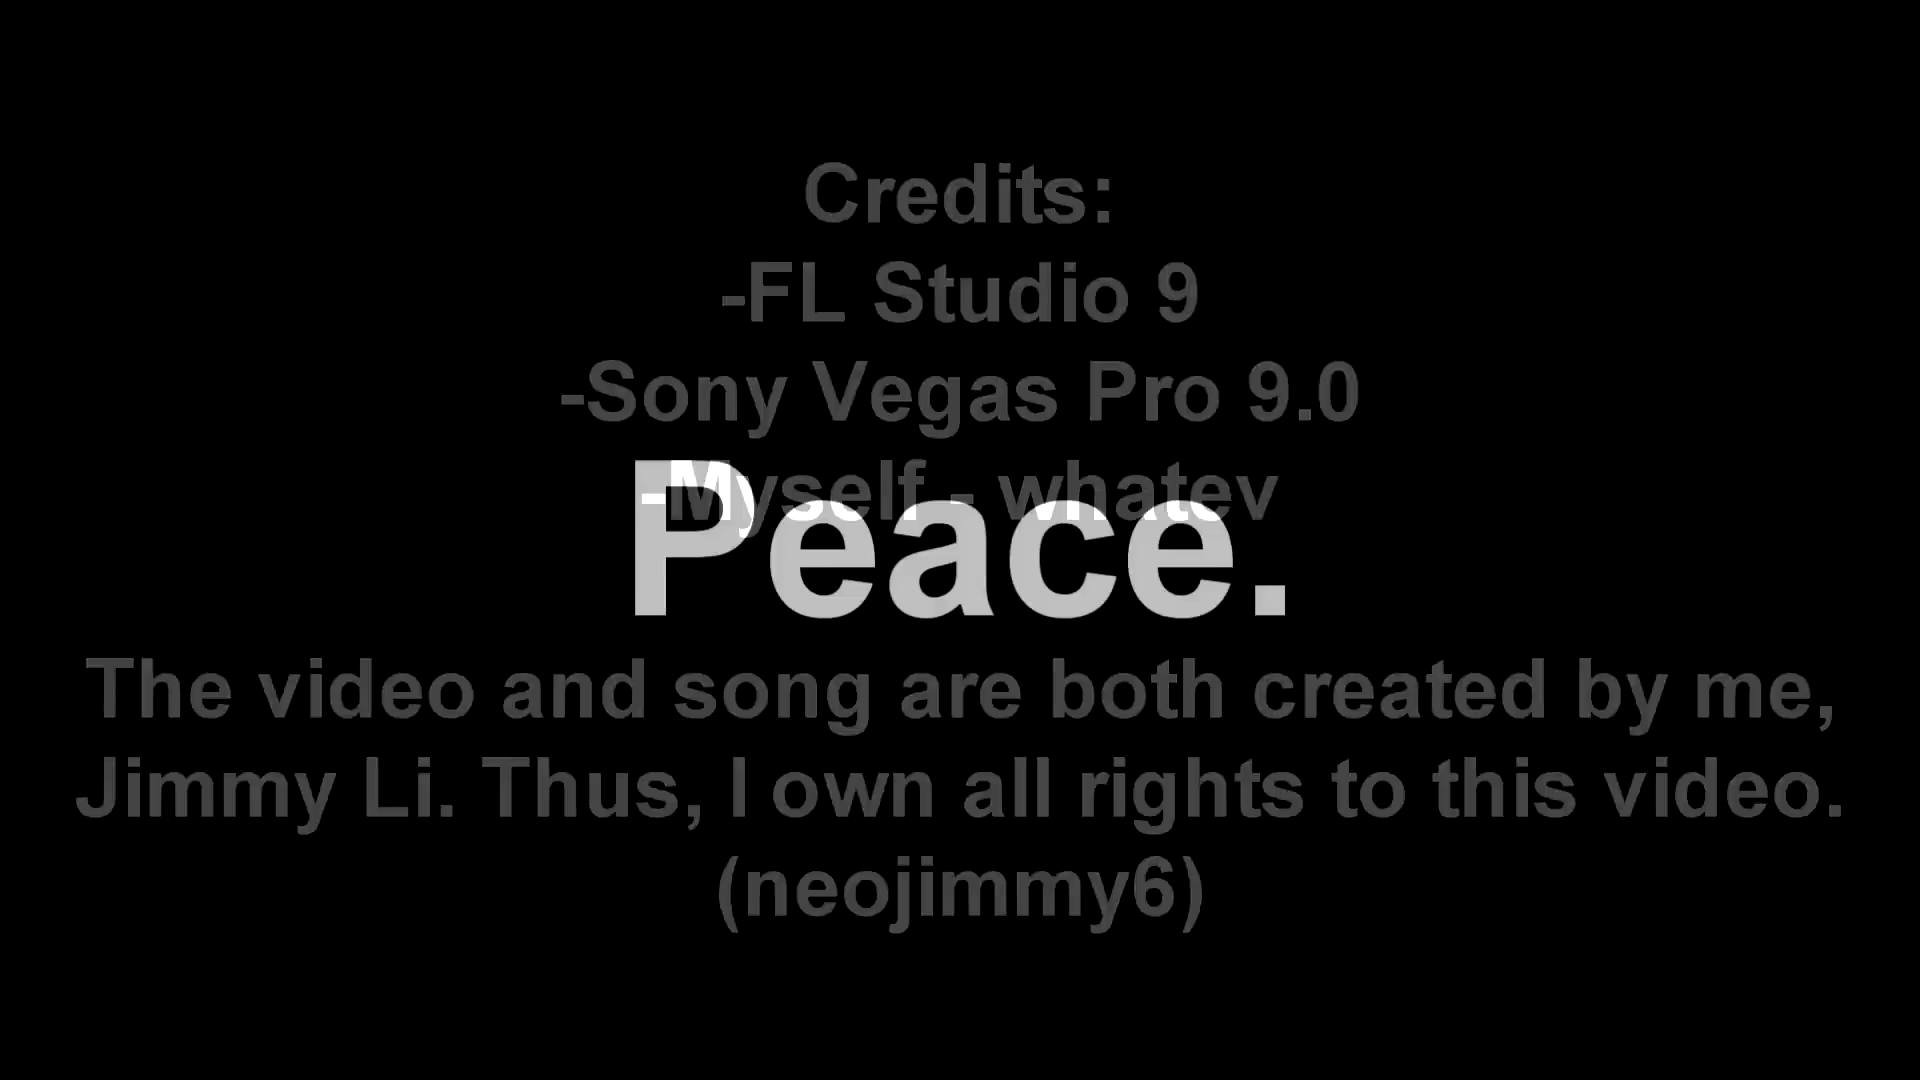 Credits:
-FL Studio 9
-Sony Vegas Pro 9.0
-Myself - whatev
Peace.
The video and song are both created by me,
Jimmy Li. Thus, I own all rights to this video.
(neojimmy6)